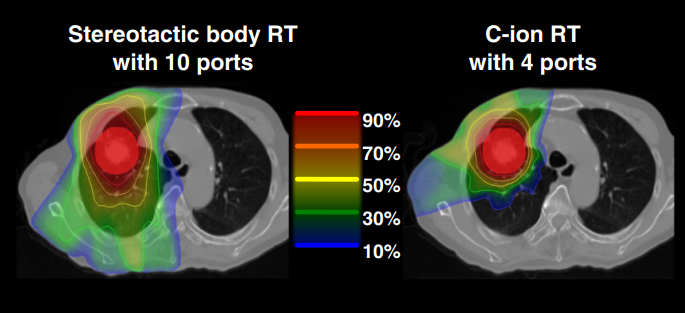 Stereotactic body RT
with 10 ports
C-ion RT
with 4 ports
90%
70%
50%
30%
10%